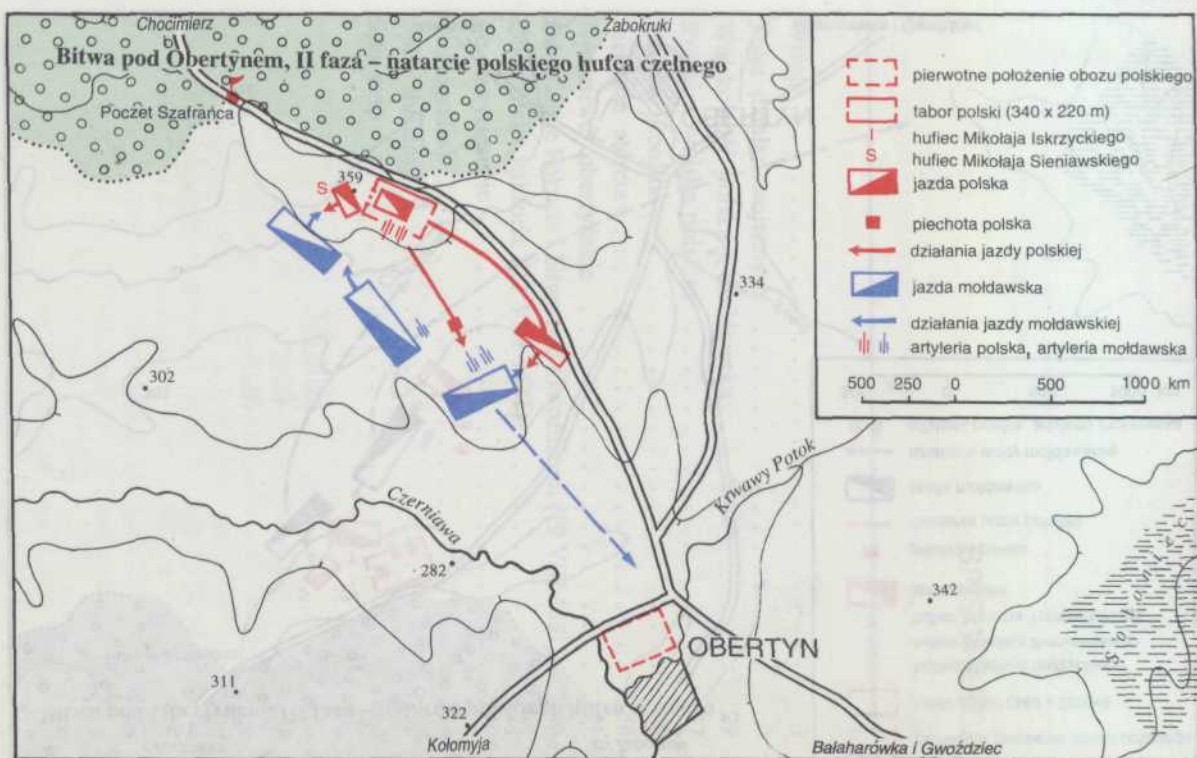 Chocimierz
Żabokruki
Bitwa pod Obertynem, II faza – natarcie polskiego hufca czelnego
Poczet Szafrańca
S
359
334
302
Czerniawa
282
Krwawy Potok
342
Sołaniec
OBERTYN
311
322
Kołomyja
Bałaharówka i Gwoździec
pierwotne położenie obozu polskiego
tabor polski (340 x 220 m)
I hufiec Mikołaja Iskrzyckiego
S hufiec Mikołaja Sieniawskiego
jazda polska
piechota polska
działania jazdy polskiej
jazda mołdawska
działania jazdy mołdawskiej
artyleria polska, artyleria mołdawska
500 250 0 500 1000 km